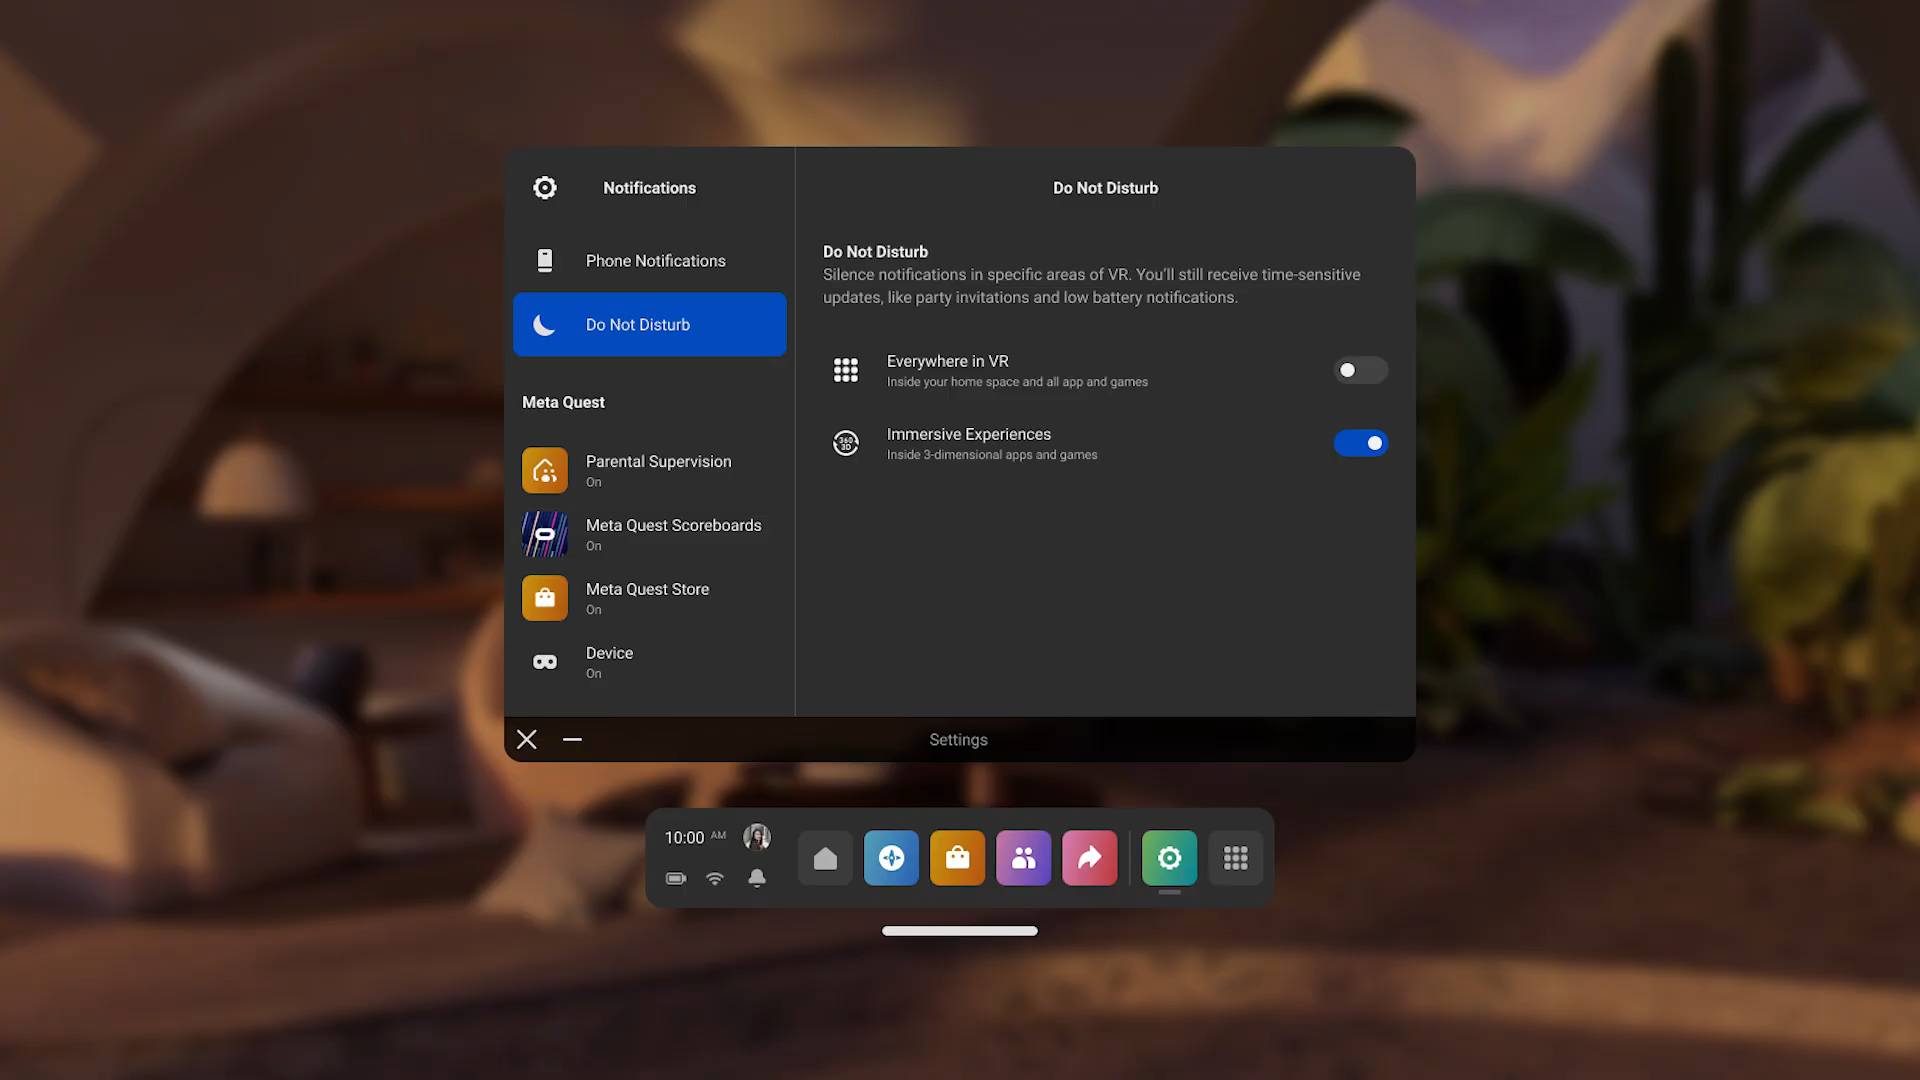 Notifications
Phone Notifications
Do Not Disturb
Meta Quest
Parental Supervision
On
Meta Quest Scoreboards
On
Meta Quest Store
On
Device
On
Do Not Disturb
Do Not Disturb
Silence notifications in specific areas of VR. You’ll still receive time-sensitive
updates, like party invitations and low battery notifications.
Everywhere in VR
Inside your home space and all app and games
360
3D
Immersive Experiences
Inside 3-dimensional apps and games
Settings
10:00 AM